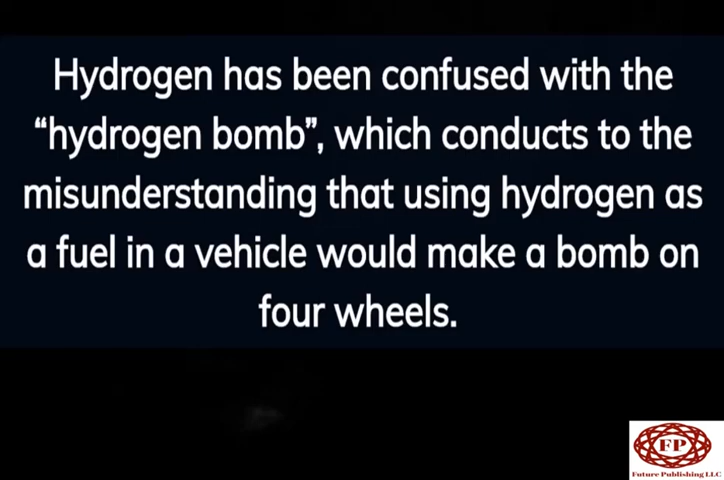 Hydrogen has been confused with the
“hydrogen bomb”, which conducts to the
misunderstanding that using hydrogen as
a fuel in a vehicle would make a bomb on
four wheels.
FP
Future Publishing LLC